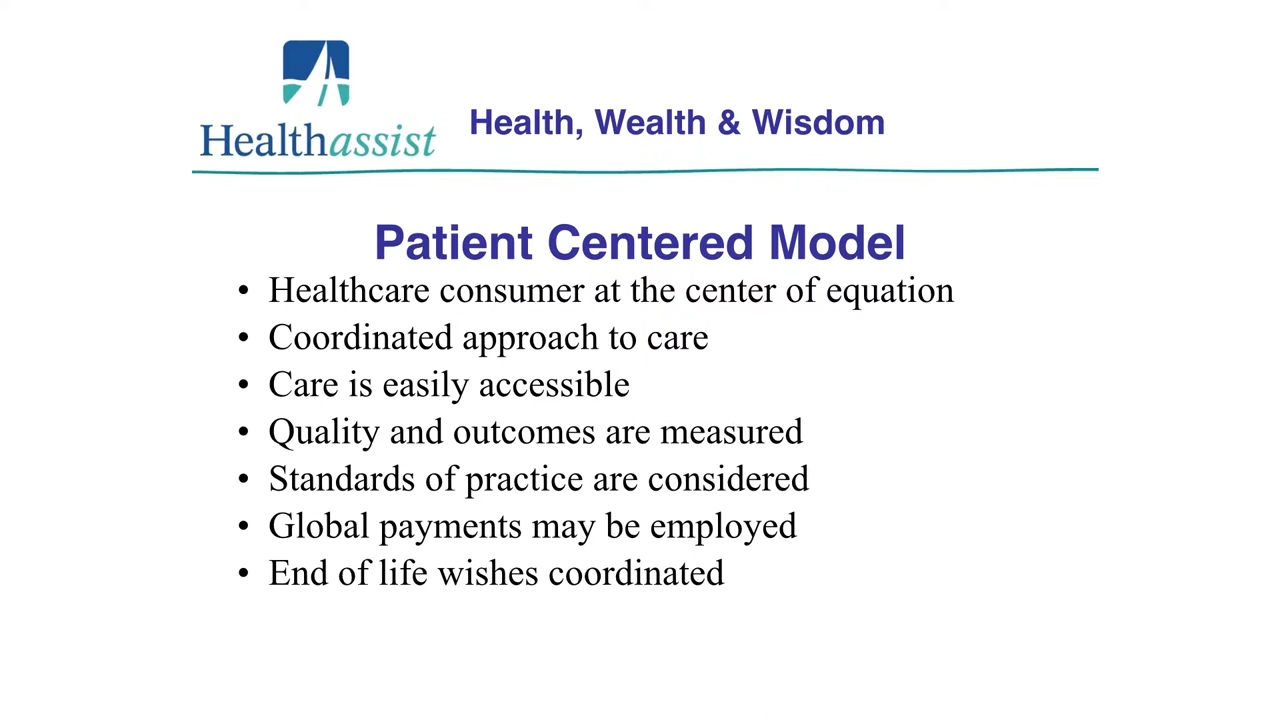 Healthassist
Health, Wealth & Wisdom
Patient Centered Model
• Healthcare consumer at the center of equation
• Coordinated approach to care
• Care is easily accessible
• Quality and outcomes are measured
• Standards of practice are considered
• Global payments may be employed
• End of life wishes coordinated